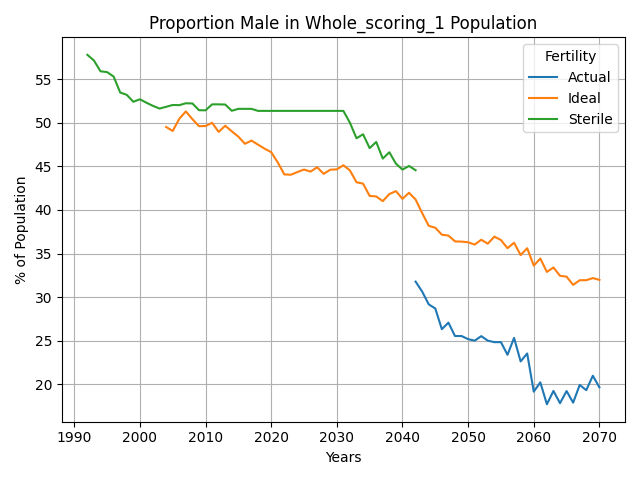 Proportion Male in Whole_scoring_1 Population
Fertility
Actual
Ideal
Sterile
% of Population
55
50
45
40
35
30
25
20
1990 2000 2010 2020 2030 2040 2050 2060 2070
Years